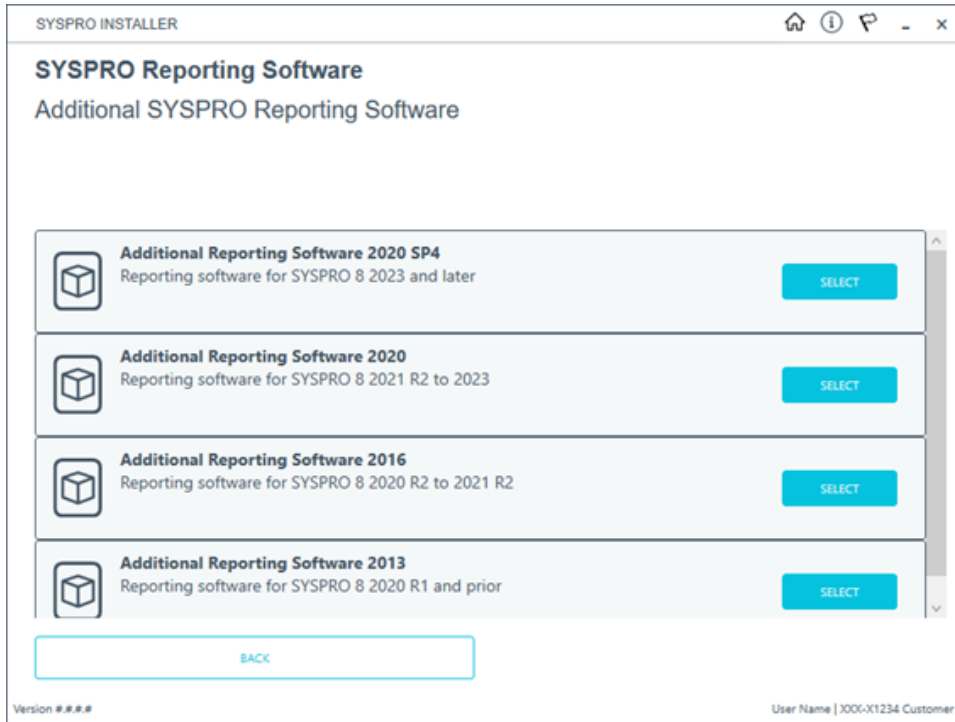 SYSPRO INSTALLER
SYSPRO Reporting Software
Additional SYSPRO Reporting Software
Additional Reporting Software 2020 SP4
Reporting software for SYSPRO 8 2023 and later
SELECT
Additional Reporting Software 2020
Reporting software for SYSPRO 8 2021 R2 to 2023
SELECT
Additional Reporting Software 2016
Reporting software for SYSPRO 8 2020 R2 to 2021 R2
SELECT
Additional Reporting Software 2013
Reporting software for SYSPRO 8 2020 R1 and prior
SELECT
BACK
Version #.#.#.#
User Name | XXX-X1234 Customer